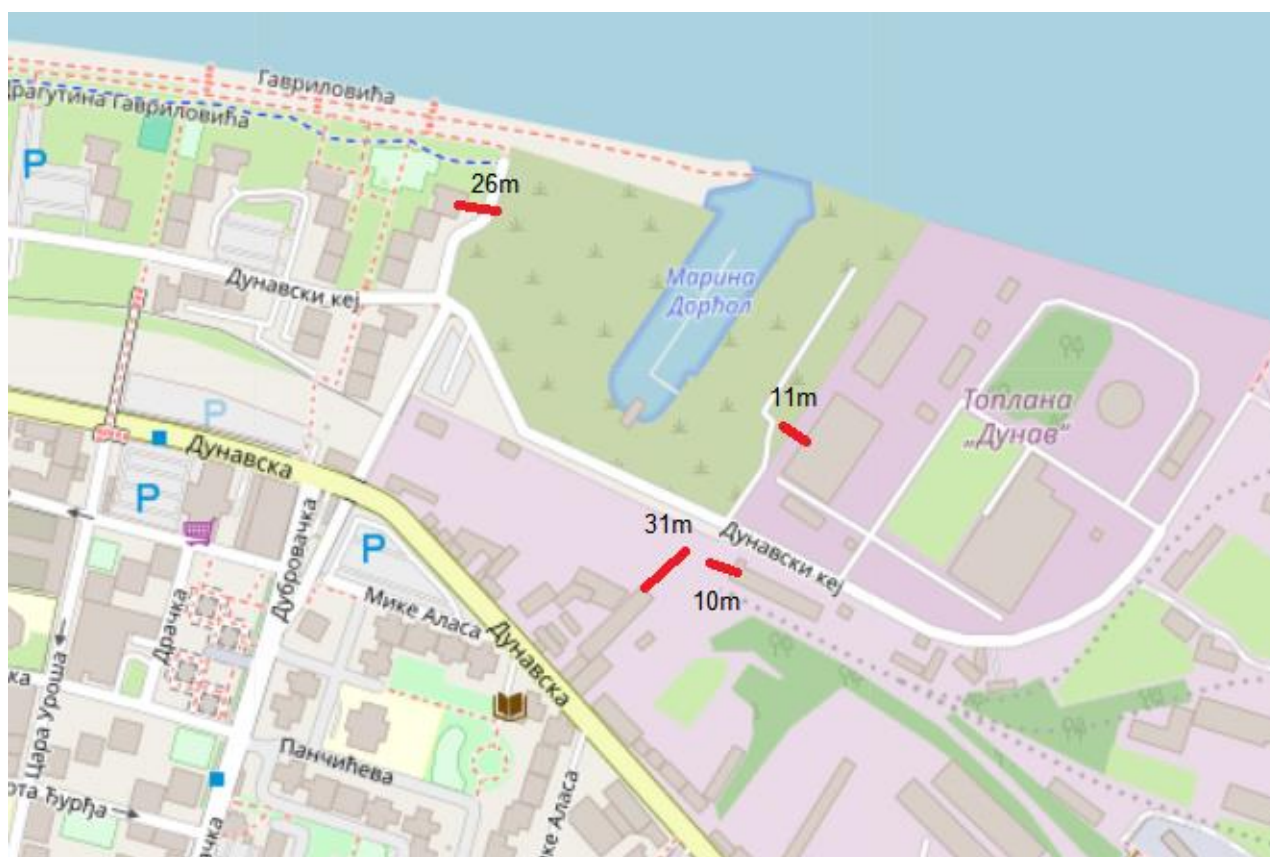 Гавриловића
Драгутина Гавриловића
P
26m
Дунавски кеј
Марина
Дорћол
11m
Топлана
„Дунав“
P
Дунавска
P
31m
Дунавски кеј
P
10m
Дубровачка
Мике Аласа
Драчка
Дунавска
Цара Уроша
Панчићева
Ђурђа
Мике Аласа